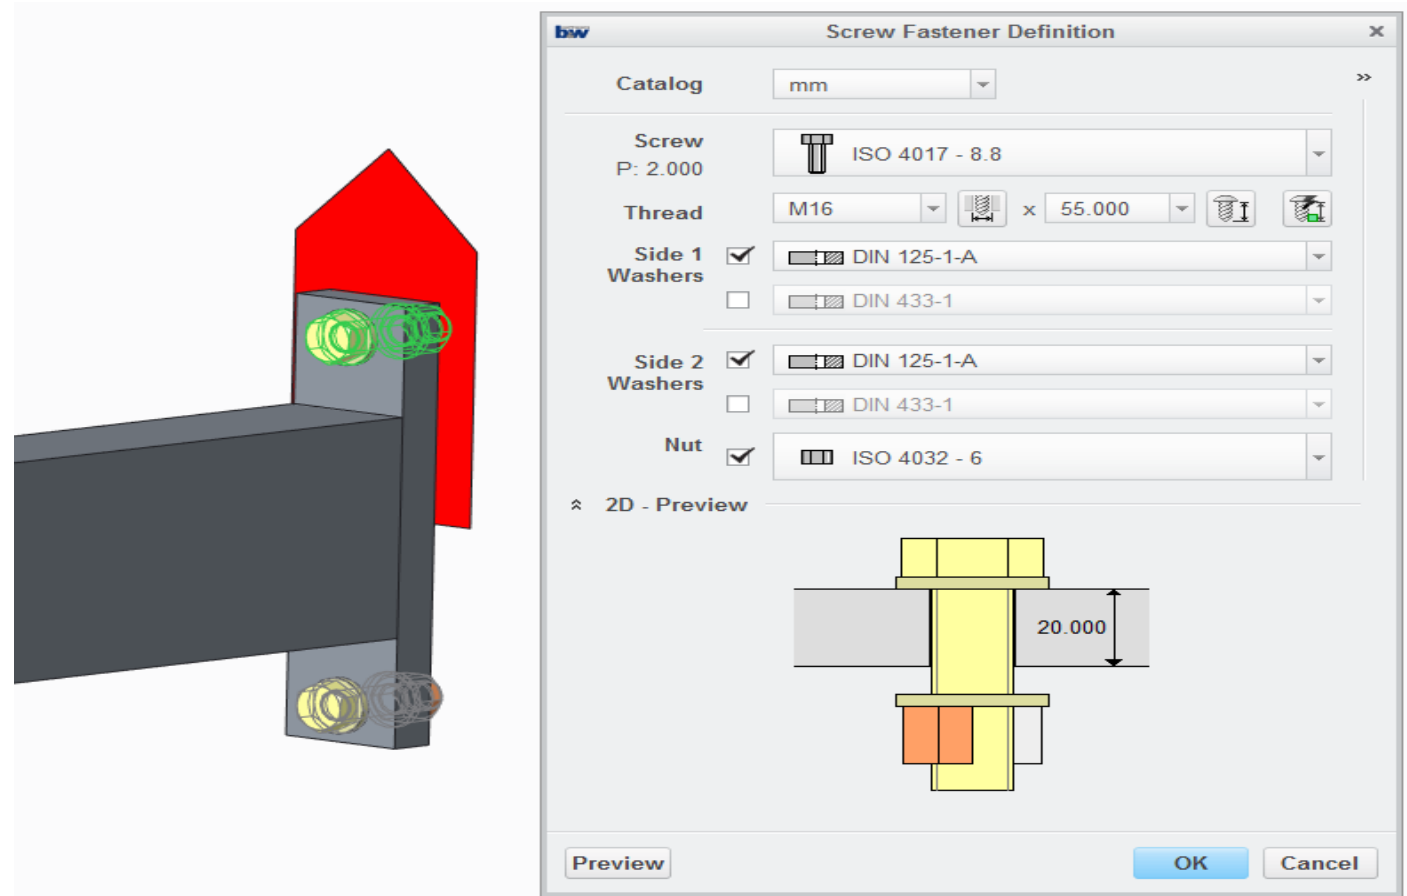 bw
Screw Fastener Definition
×
Catalog
mm
»
Screw
P: 2.000
ISO 4017 - 8.8
Thread
M16
x
55.000
Side 1
Washers
DIN 125-1-A
DIN 433-1
Side 2
Washers
DIN 125-1-A
DIN 433-1
Nut
ISO 4032 - 6
2D - Preview
20.000
Preview
OK
Cancel